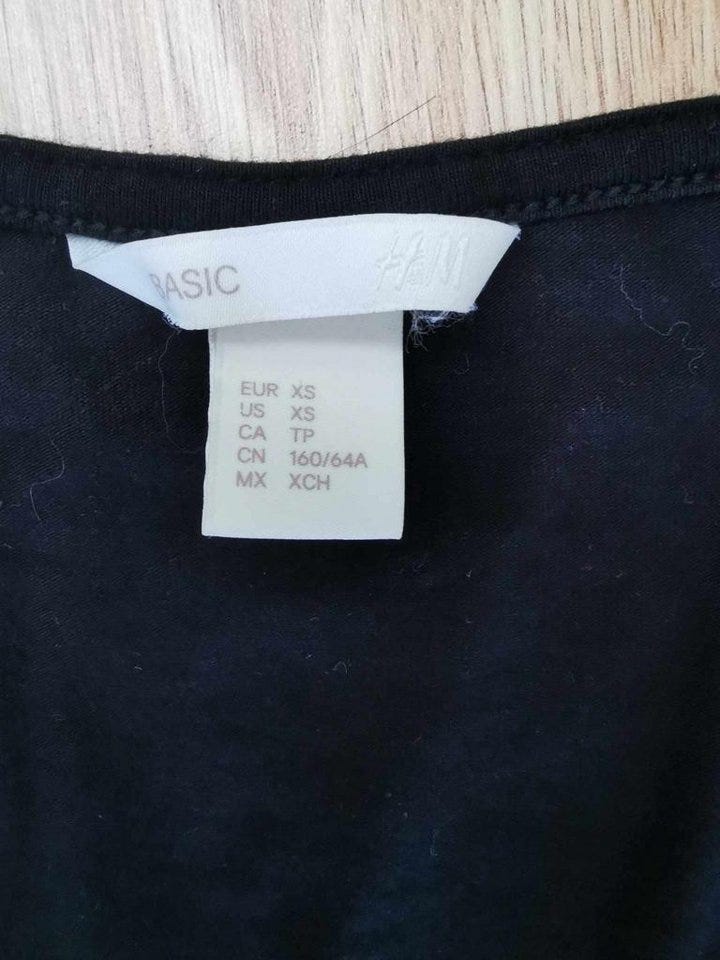 BASIC H&M
EUR XS
US XS
CA TP
CN 160/64A
MX XCH